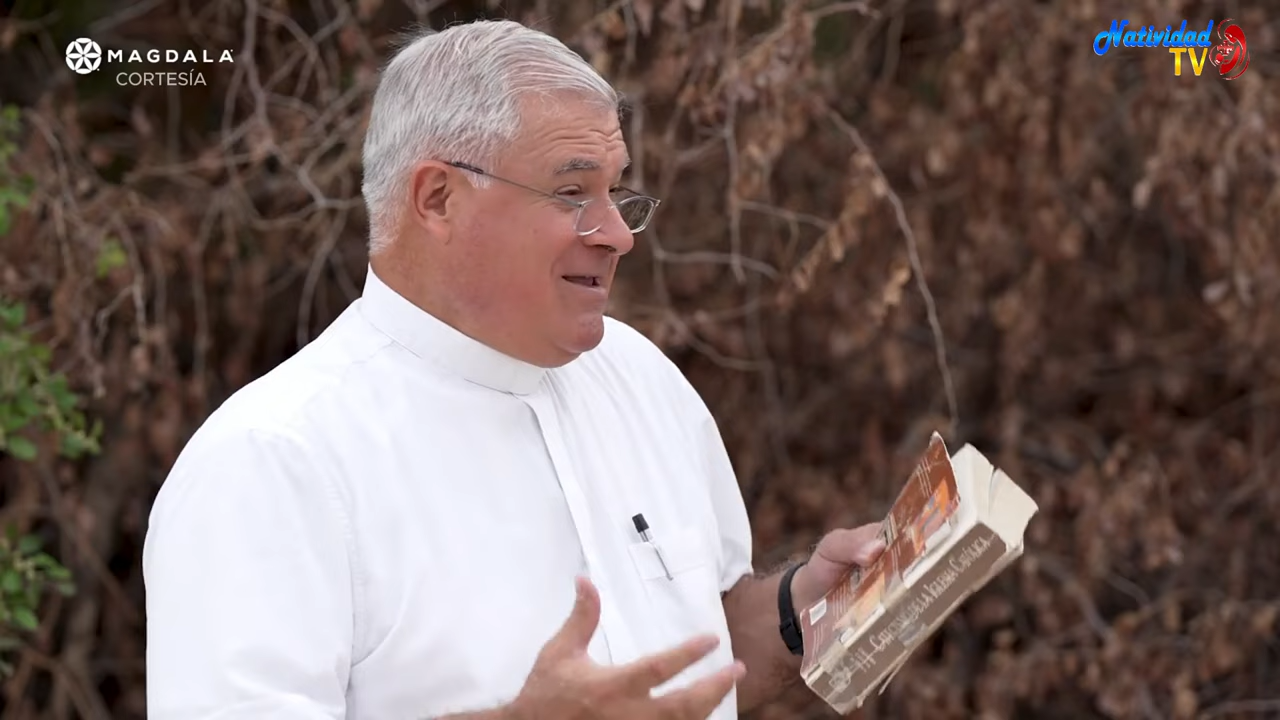 MAGDALA
CORTESÍA
Natividad
TV
CATECISMO DE LA IGLESIA CATÓLICA